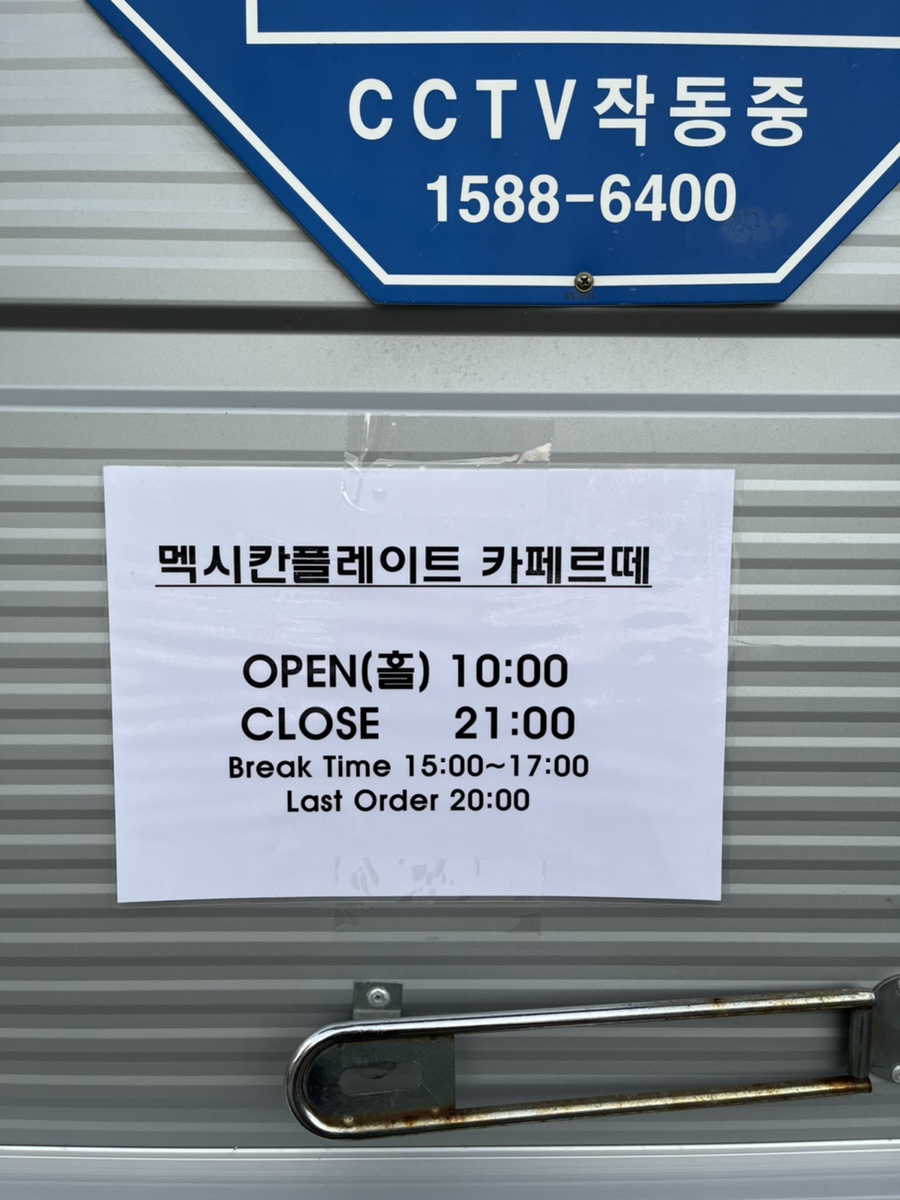 CCTV작동중
1588-6400
멕시칸플레이트 카페르떼
OPEN(홀) 10:00
CLOSE 21:00
Break Time 15:00~17:00
Last Order 20:00